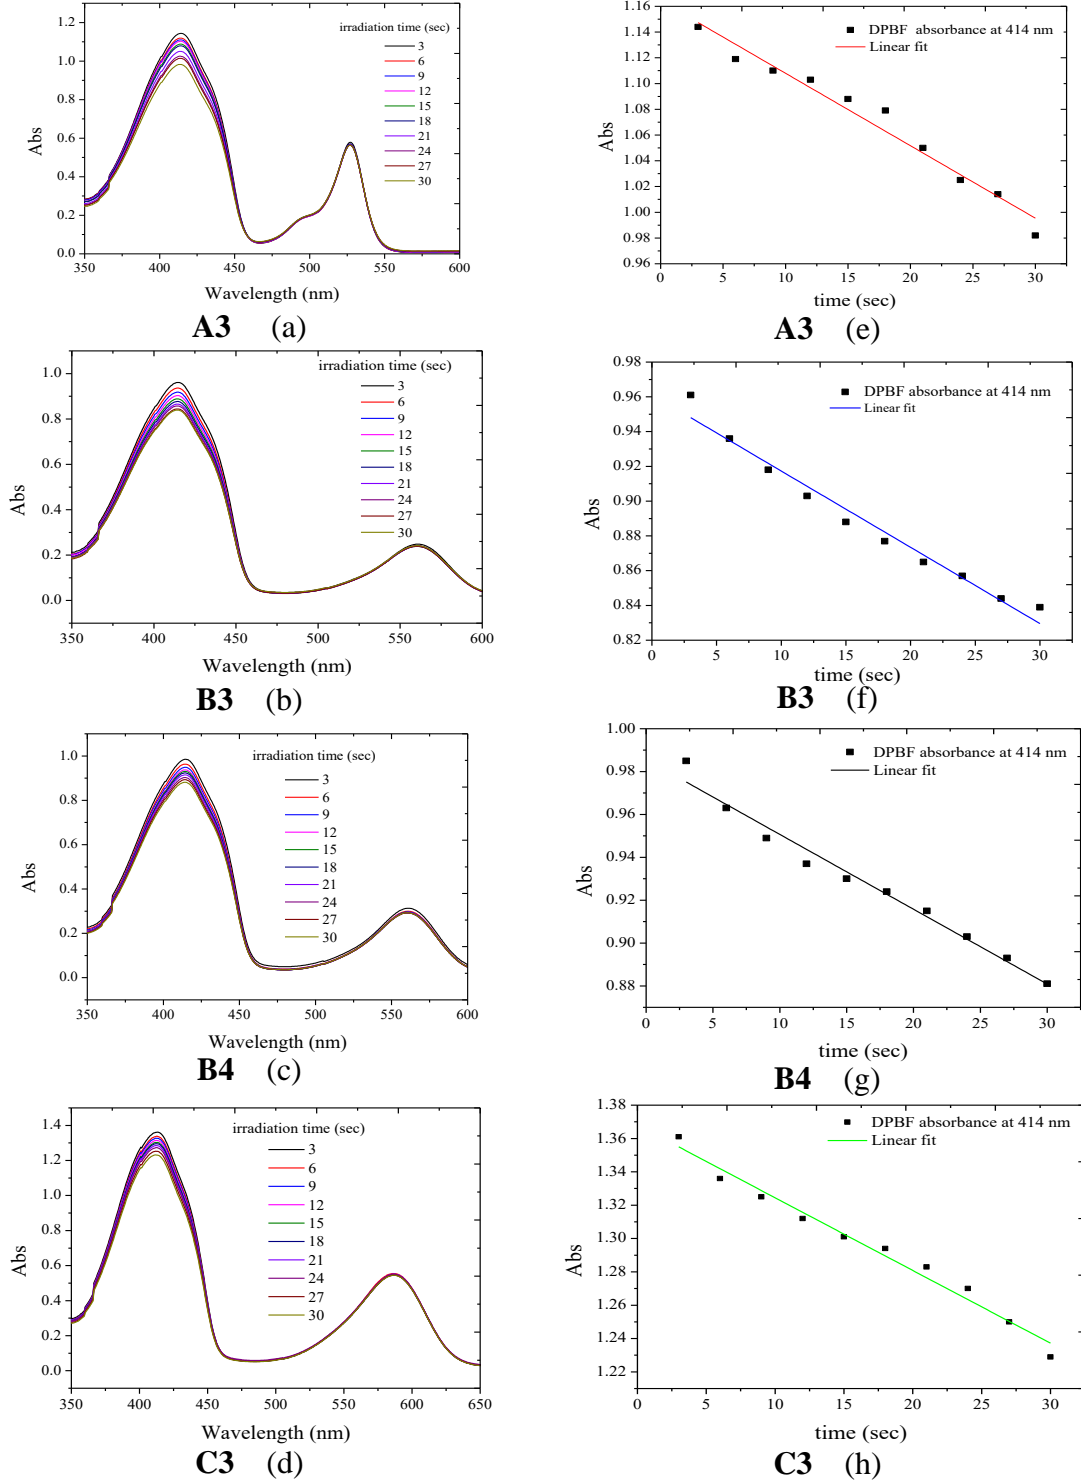 1.2
1.0
0.8
0.6
0.4
0.2
0.0
Abs
irradiation time (sec)
3
6
9
12
15
18
21
24
27
30
350 400 450 500 550 600
Wavelength (nm)
A3 (a)
1.16
1.14
1.12
1.10
1.08
1.06
1.04
1.02
1.00
0.98
0.96
Abs
DPBF absorbance at 414 nm
Linear fit
0 5 10 15 20 25 30
time (sec)
A3 (e)
1.0
0.8
0.6
0.4
0.2
0.0
Abs
irradiation time (sec)
3
6
9
12
15
18
21
24
27
30
350 400 450 500 550 600
Wavelength (nm)
B3 (b)
0.98
0.96
0.94
0.92
0.90
0.88
0.86
0.84
0.82
Abs
DPBF absorbance at 414 nm
Linear fit
0 5 10 15 20 25 30
time (sec)
B3 (f)
1.0
0.8
0.6
0.4
0.2
0.0
Abs
irradiation time (sec)
3
6
9
12
15
18
21
24
27
30
350 400 450 500 550 600
Wavelength (nm)
B4 (c)
1.00
0.98
0.96
0.94
0.92
0.90
0.88
Abs
DPBF absorbance at 414 nm
Linear fit
0 5 10 15 20 25 30
time (sec)
B4 (g)
1.4
1.2
1.0
0.8
0.6
0.4
0.2
0.0
Abs
irradiation time (sec)
3
6
9
12
15
18
21
24
27
30
350 400 450 500 550 600 650
Wavelength (nm)
C3 (d)
1.38
1.36
1.34
1.32
1.30
1.28
1.26
1.24
1.22
Abs
DPBF absorbance at 414 nm
Linear fit
0 5 10 15 20 25 30
time (sec)
C3 (h)